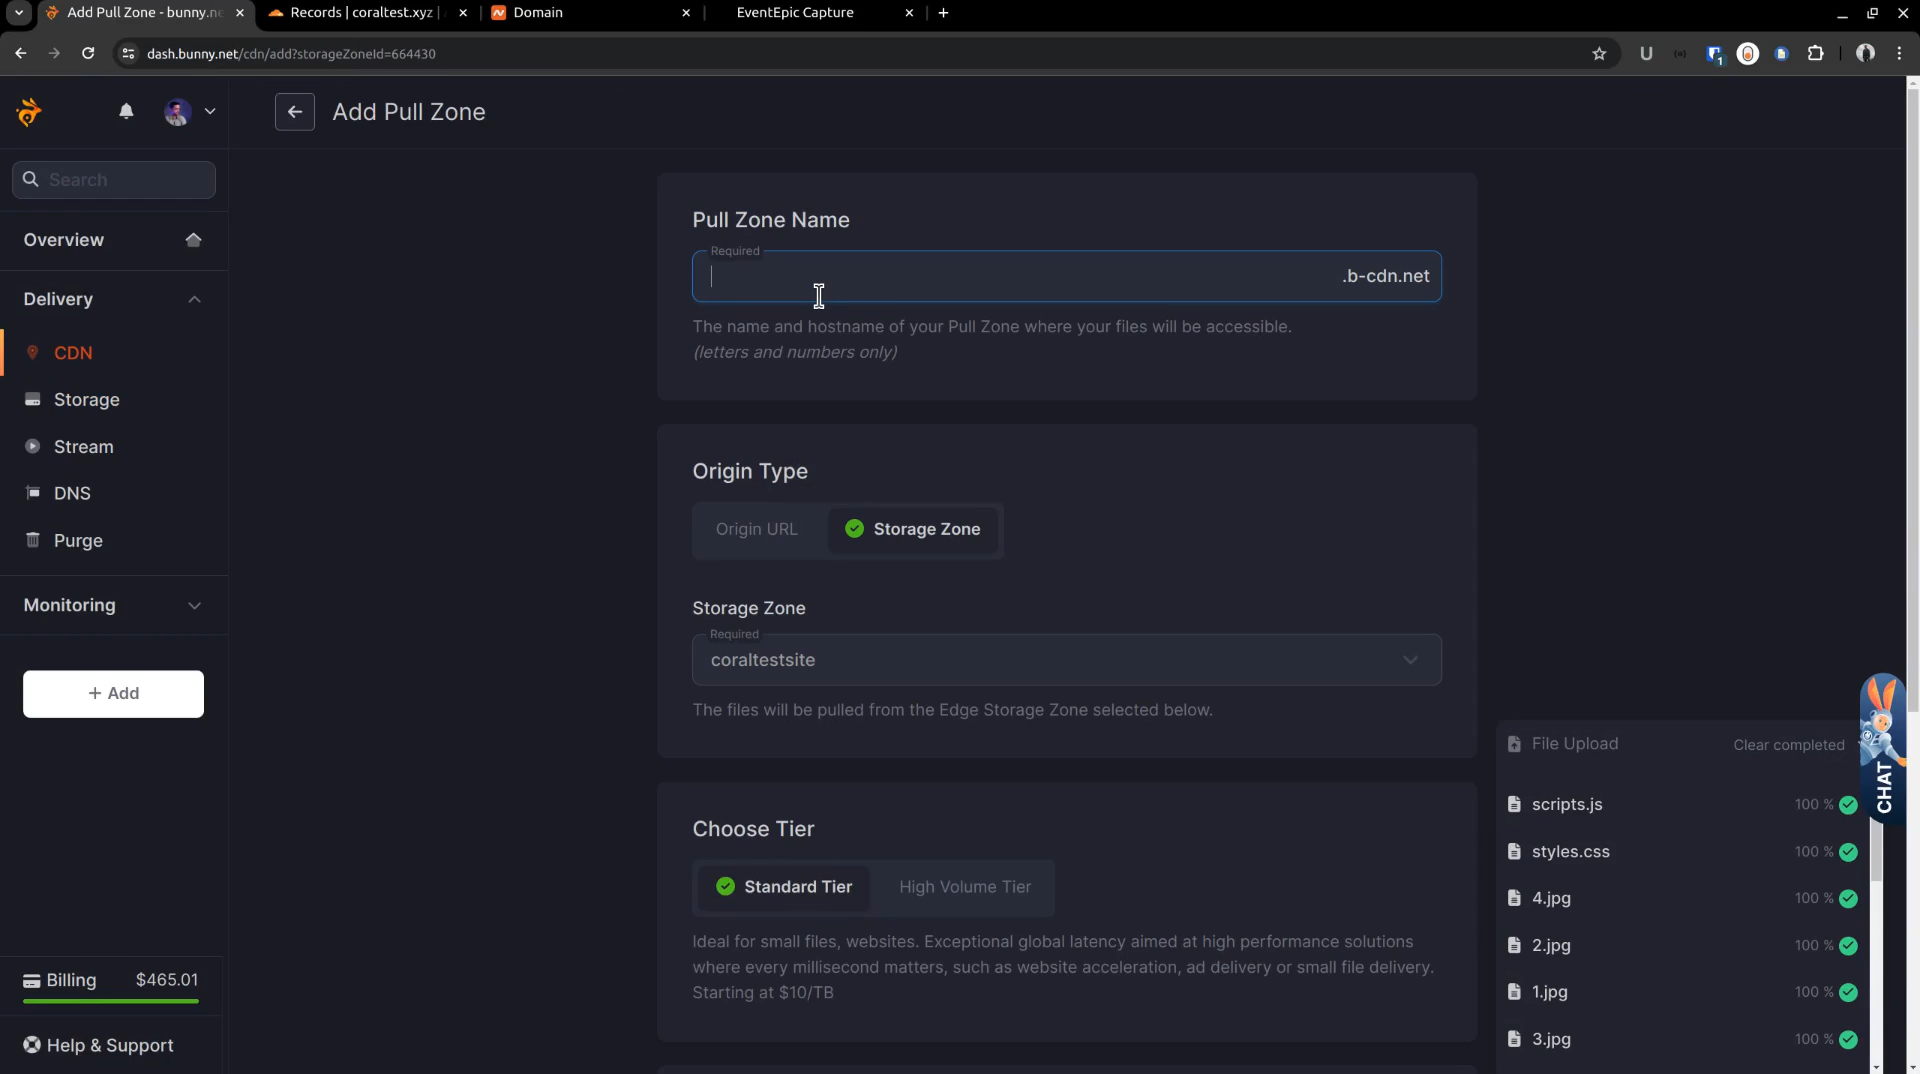 Add Pull Zone - bunny.ne
Records | coraltest.xyz |
Domain
EventEpic Capture
dash.bunny.net/cdn/add?storageZoneId=664430
U
1
Add Pull Zone
Search
Overview
Delivery
CDN
Storage
Stream
DNS
Purge
Monitoring
+ Add
Billing $465.01
Help & Support
Pull Zone Name
Required
.b-cdn.net
The name and hostname of your Pull Zone where your files will be accessible.
(letters and numbers only)
Origin Type
Origin URL
Storage Zone
Storage Zone
Required
coraltestsite
The files will be pulled from the Edge Storage Zone selected below.
Choose Tier
Standard Tier
High Volume Tier
Ideal for small files, websites. Exceptional global latency aimed at high performance solutions
where every millisecond matters, such as website acceleration, ad delivery or small file delivery.
Starting at $10/TB
File Upload Clear completed
scripts.js 100 %
styles.css 100 %
4.jpg 100 %
2.jpg 100 %
1.jpg 100 %
3.jpg 100 %
CHAT